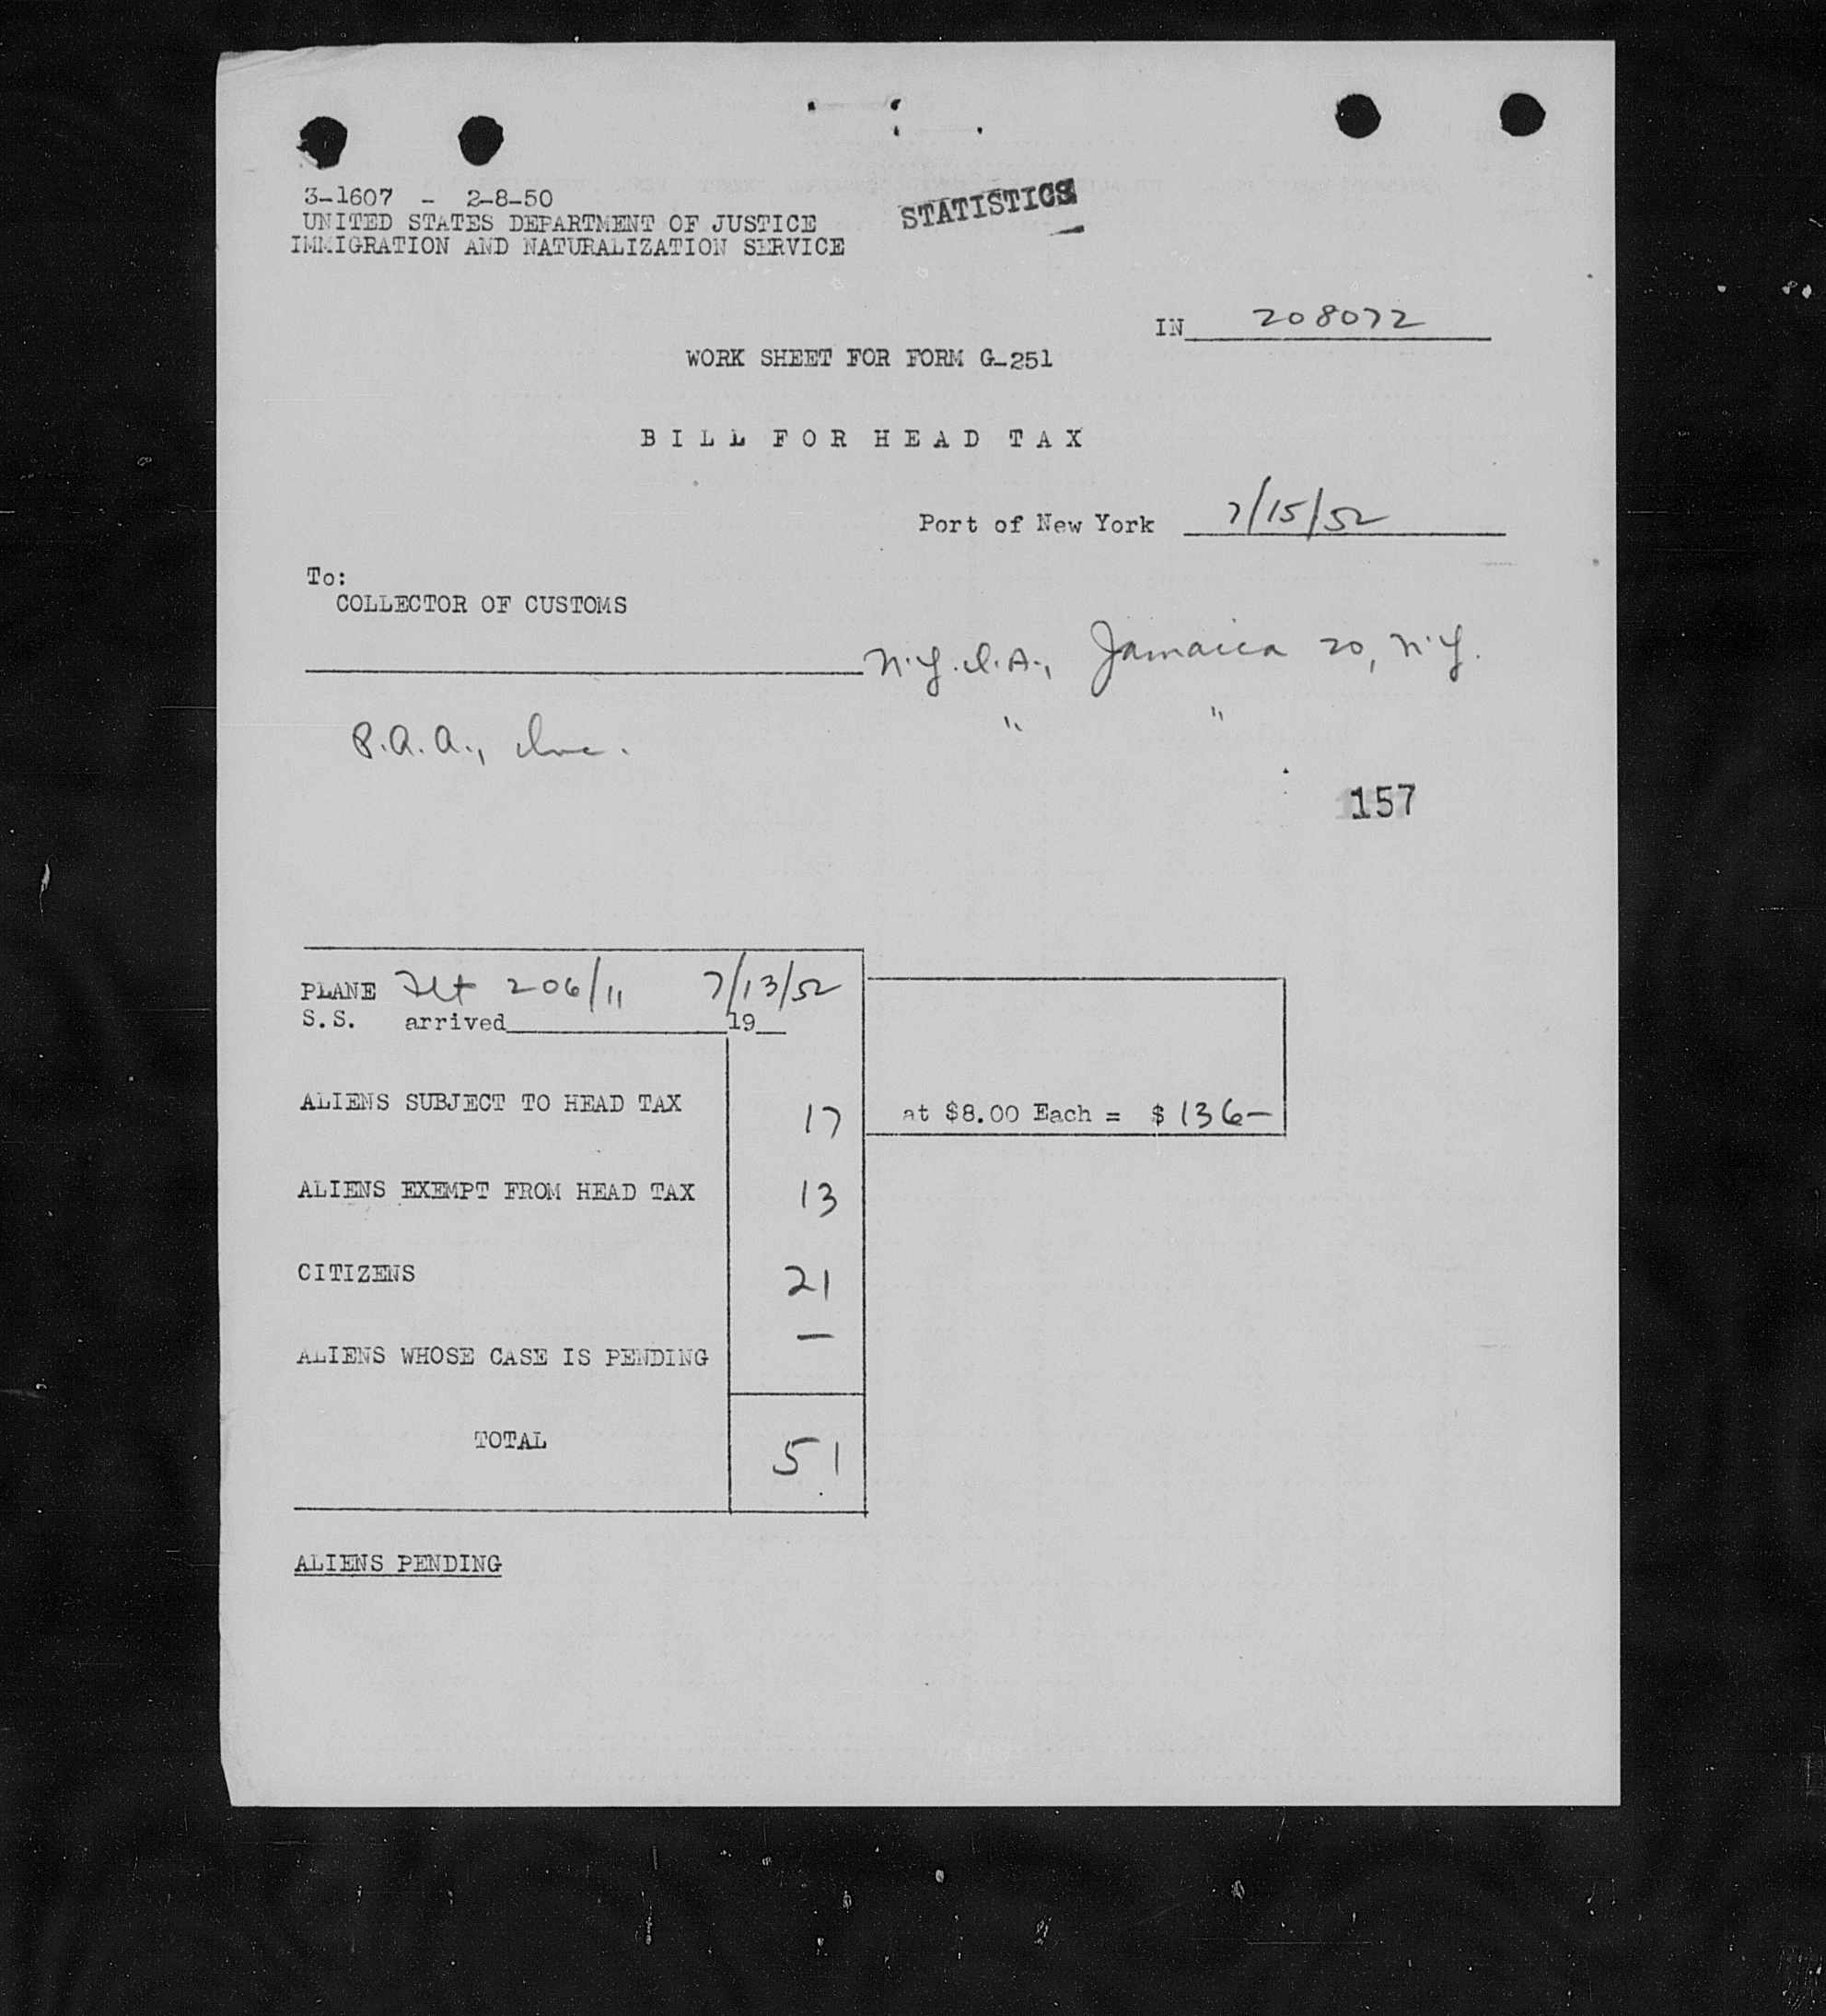 3-1607 - 2-8-50
UNITED STATES DEPARTMENT OF JUSTICE
IMMIGRATION AND NATURALIZATION SERVICE
STATISTICS
IN 208072
WORK SHEET FOR FORM G-251
BILL FOR HEAD TAX
Port of New York 7/15/52
To:
COLLECTOR OF CUSTOMS
N.Y.I.A., Jamaica 20, N.Y.
P.A.A., Inc. " "
157
PLANE Flt 206/11 7/13/52
S.S. arrived 19
ALIENS SUBJECT TO HEAD TAX 17 at $8.00 Each = $ 136—
ALIENS EXEMPT FROM HEAD TAX 13
CITIZENS 21
ALIENS WHOSE CASE IS PENDING —
TOTAL 51
ALIENS PENDING